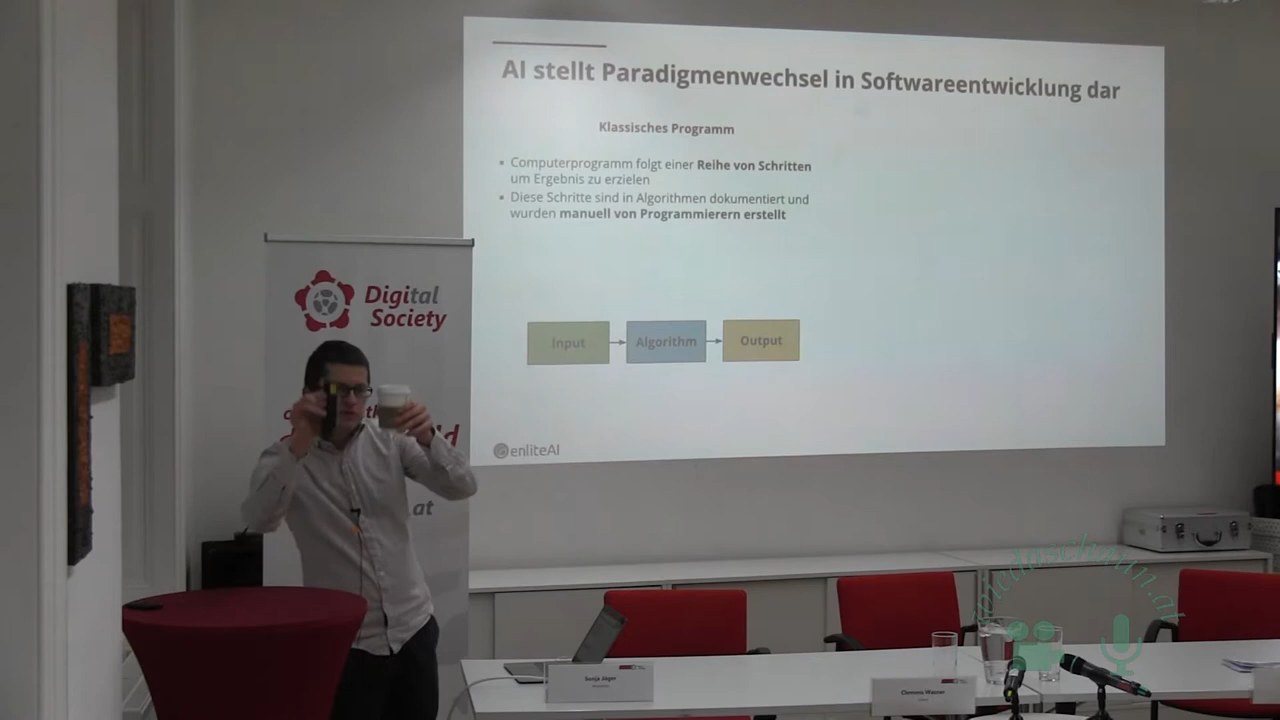 AI stellt Paradigmenwechsel in Softwareentwicklung dar
Klassisches Programm
Computerprogramm folgt einer Reihe von Schritten
um Ergebnis zu erzielen
Diese Schritte sind in Algorithmen dokumentiert und
wurden manuell von Programmierern erstellt
Input
Algorithm
Output
enliteAI
Digital
Society
.at
Sonja Jäger